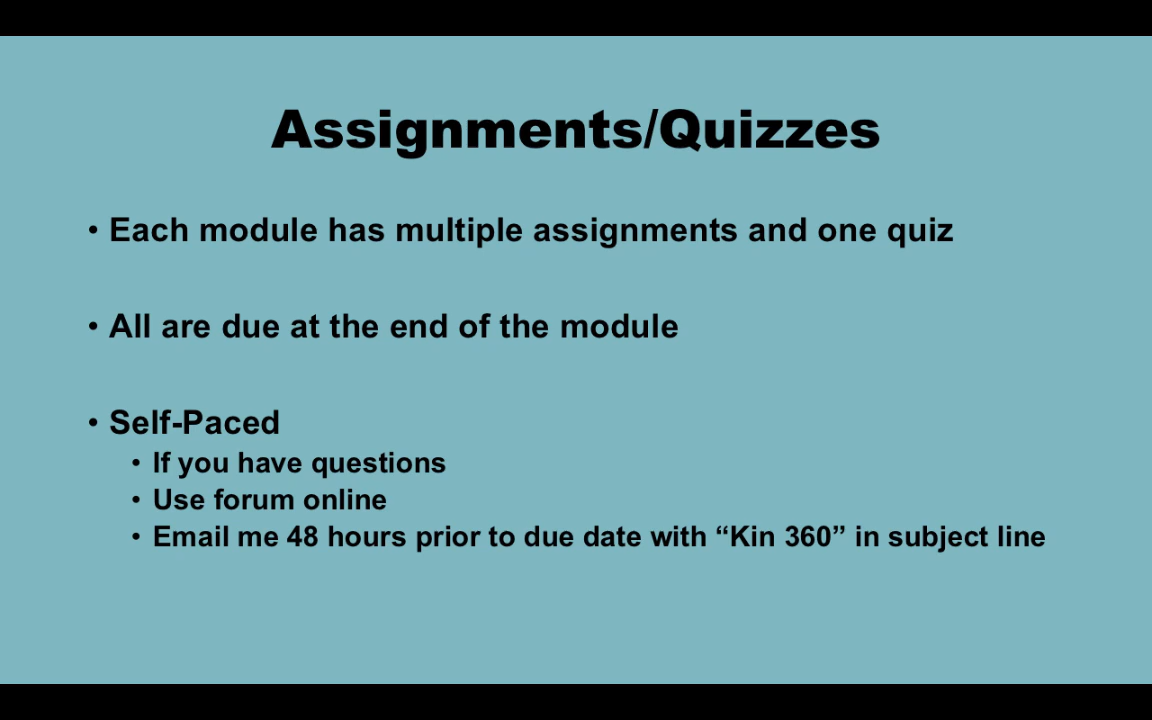 Assignments/Quizzes
• Each module has multiple assignments and one quiz
• All are due at the end of the module
• Self-Paced
• If you have questions
• Use forum online
• Email me 48 hours prior to due date with “Kin 360” in subject line